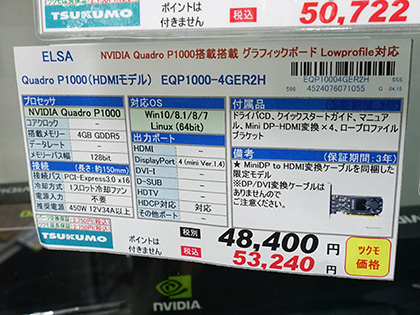 TSUKUMO
ポイントは
付きません
税込
50,722
ELSA
NVIDIA Quadro P1000搭載搭載 グラフィックボード Lowprofile対応
Quadro P1000(HDMIモデル) EQP1000-4GER2H
EQP10004GER2H
4524076071055
プロセッサ
NVIDIA Quadro P1000
コアクロック －
搭載メモリー 4GB GDDR5
データレート －
メモリーバス幅 128bit
接続 (長さ:約150mm)
接続バス PCI-Express3.0 x16
冷却方式 1スロット冷却ファン
補助電源 不要
推奨電源 450W 12V34A以上
対応OS
Win10/8.1/8/7
Linux (64bit)
出力ポート
HDMI －
DisplayPort 4 (mini Ver.1.4)
DVI-I －
D-SUB －
HDTV －
HDCP対応 対応
その他ポート －
付属品
ドライバCD、クイックスタートガイド、マニュアル、Mini DP-HDMI変換×4、ロープロファイルブラケット
備考 (保証期間:3年)
★ MiniDP to HDMI変換ケーブルを同梱した限定モデル
※DP/DVI変換ケーブルはありませんのでご注意ください。
TSUKUMO
ポイントは
付きません
税別
48,400 円
税込
53,240 円
ツクモ
価格
NVIDIA